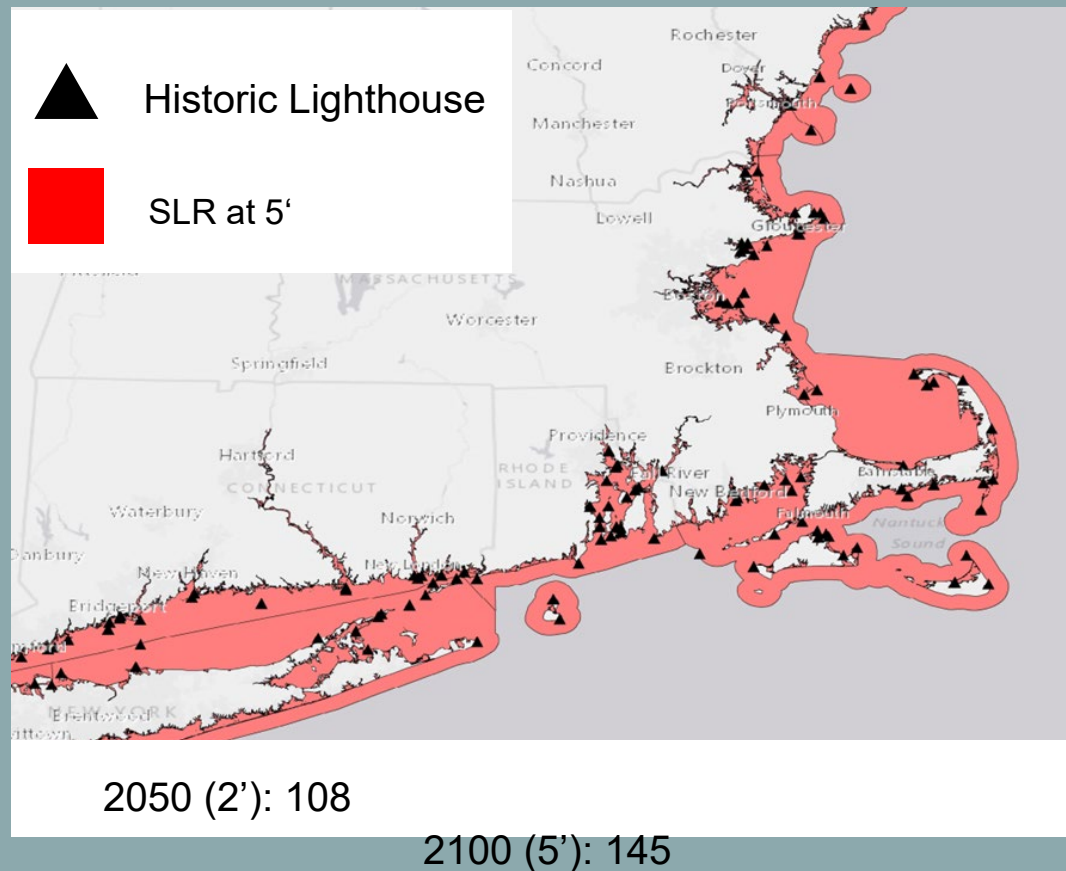 Historic Lighthouse
SLR at 5‘
Rochester
Concord
Dover
Portsmouth
Manchester
Nashua
Lowell
Gloucester
MASSACHUSETTS
Boston
Worcester
Springfield
Brockton
Plymouth
Providence
Hartford
RHODE
ISLAND
Fall River
Barnstable
CONNECTICUT
New Bedford
Waterbury
Norwich
Falmouth
Nantuck
Sound
Danbury
New Haven
New London
Bridgeport
NEW YORK
Brentwood
ittown
2050 (2’): 108
2100 (5’): 145